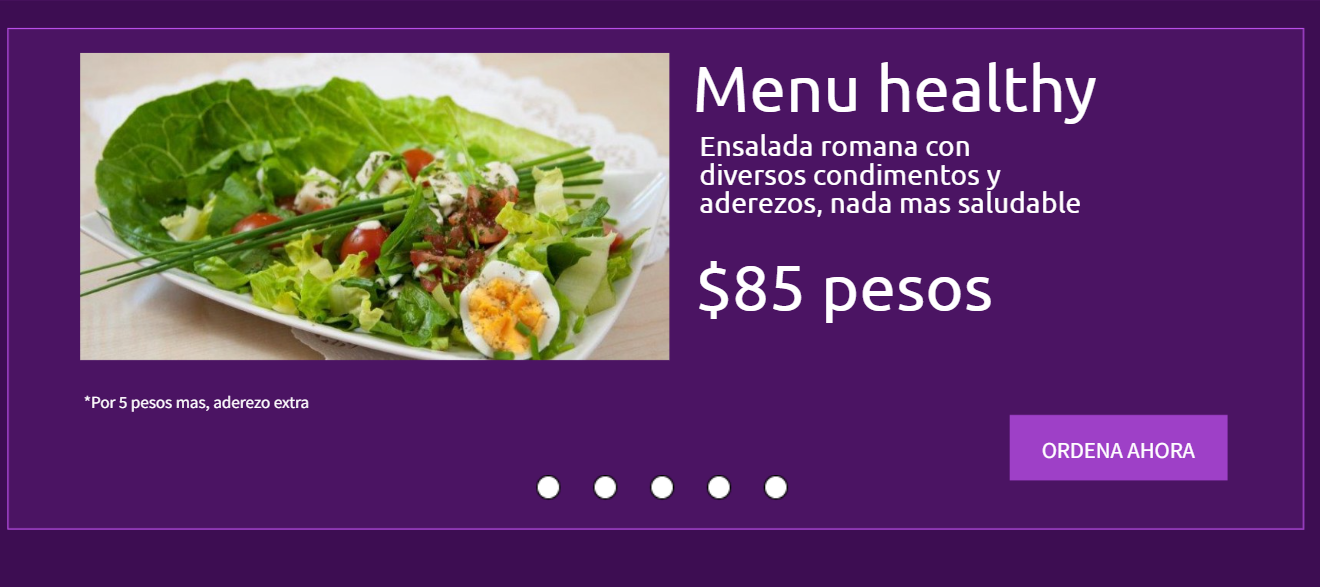 Menu healthy
Ensalada romana con
diversos condimentos y
aderezos, nada mas saludable
$85 pesos
*Por 5 pesos mas, aderezo extra
ORDENA AHORA